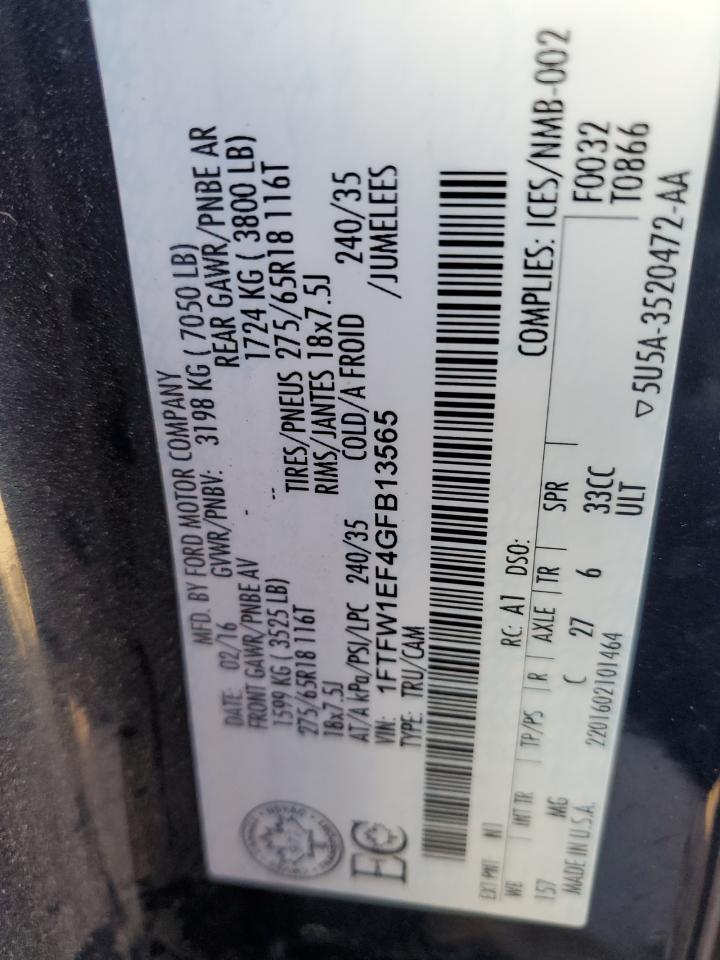 MFD. BY FORD MOTOR COMPANY
DATE: 02/16 GVWR/PNBV: 3198 KG ( 7050 LB)
FRONT GAWR/PNBE AV REAR GAWR/PNBE AR
1599 KG ( 3525 LB) 1724 KG ( 3800 LB)
275/65R18 116T TIRES/PNEUS 275/65R18 116T
18x7.5J RIMS/JANTES 18x7.5J
AT/A kPa/PSI/LPC 240/35 COLD/A FROID 240/35
VIN: 1FTFW1EF4GFB13565 /JUMELEES
TYPE: TRU/CAM
EC
COMPLIES: ICES/NMB-002
EXT PNT: N1 RC: A1 DSO: F0032
WB INT TR TP/PS R AXLE TR SPR T0866
157 MG C 27 6 33CC
ULT
MADE IN U.S.A. 2201602101464 ▽5U5A-3520472-AA